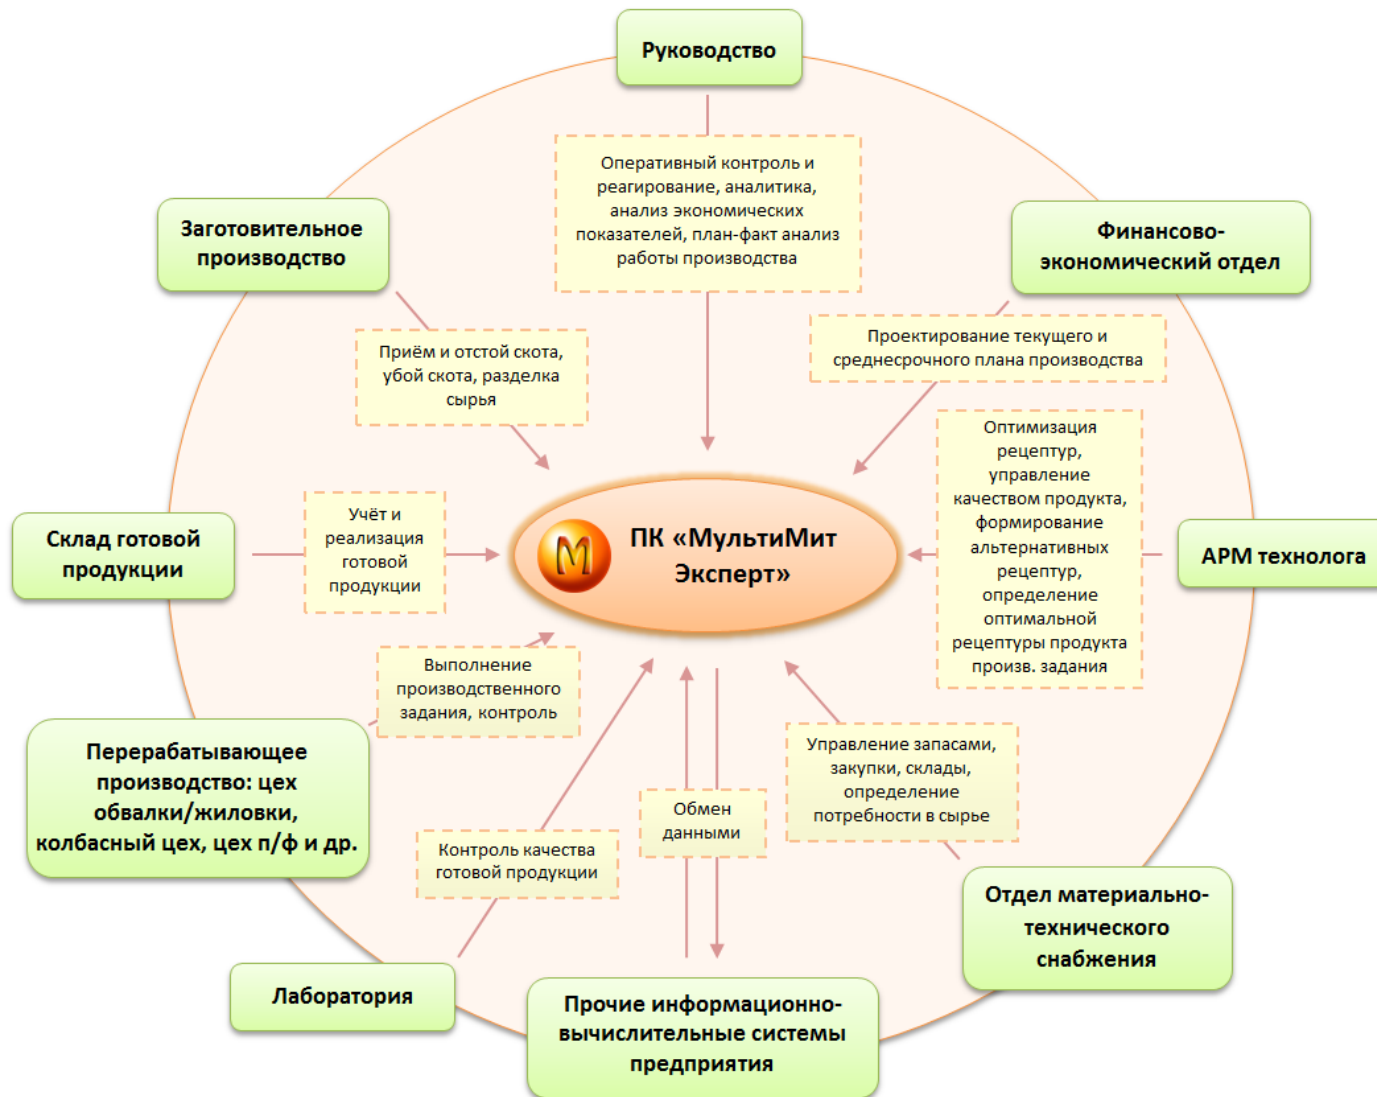 Руководство
Оперативный контроль и
реагирование, аналитика,
анализ экономических
показателей, план-факт анализ
работы производства
Заготовительное
производство
Финансово-
экономический отдел
Приём и отстой скота,
убой скота, разделка
сырья
Проектирование текущего и
среднесрочного плана производства
Оптимизация
рецептур,
управление
качеством продукта,
формирование
альтернативных
рецептур,
определение
оптимальной
рецептуры продукта
произв. задания
Склад готовой
продукции
Учёт и
реализация
готовой
продукции
М
ПК «МультиМит
Эксперт»
АРМ технолога
Выполнение
производственного
задания, контроль
Перерабатывающее
производство: цех
обвалки/жиловки,
колбасный цех, цех п/ф и др.
Управление запасами,
закупки, склады,
определение
потребности в сырье
Обмен
данными
Контроль качества
готовой продукции
Отдел материально-
технического
снабжения
Лаборатория
Прочие информационно-
вычислительные системы
предприятия